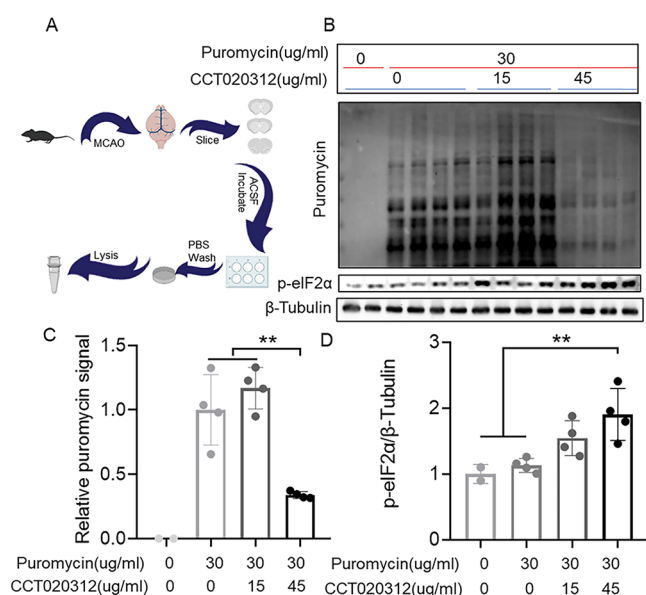 A
MCAO
Slice
ACSF
Incubate
PBS
Wash
Lysis
B
Puromycin(ug/ml) 0 30
CCT020312(ug/ml) 0 15 45
Puromycin
p-eIF2α
β-Tubulin
C
Relative puromycin signal
1.5
1.0
0.5
0.0
**
Puromycin(ug/ml) 0 30 30 30
CCT020312(ug/ml) 0 0 15 45
D
p-eIF2α/β-Tubulin
3
2
1
0
**
Puromycin(ug/ml) 0 30 30 30
CCT020312(ug/ml) 0 0 15 45